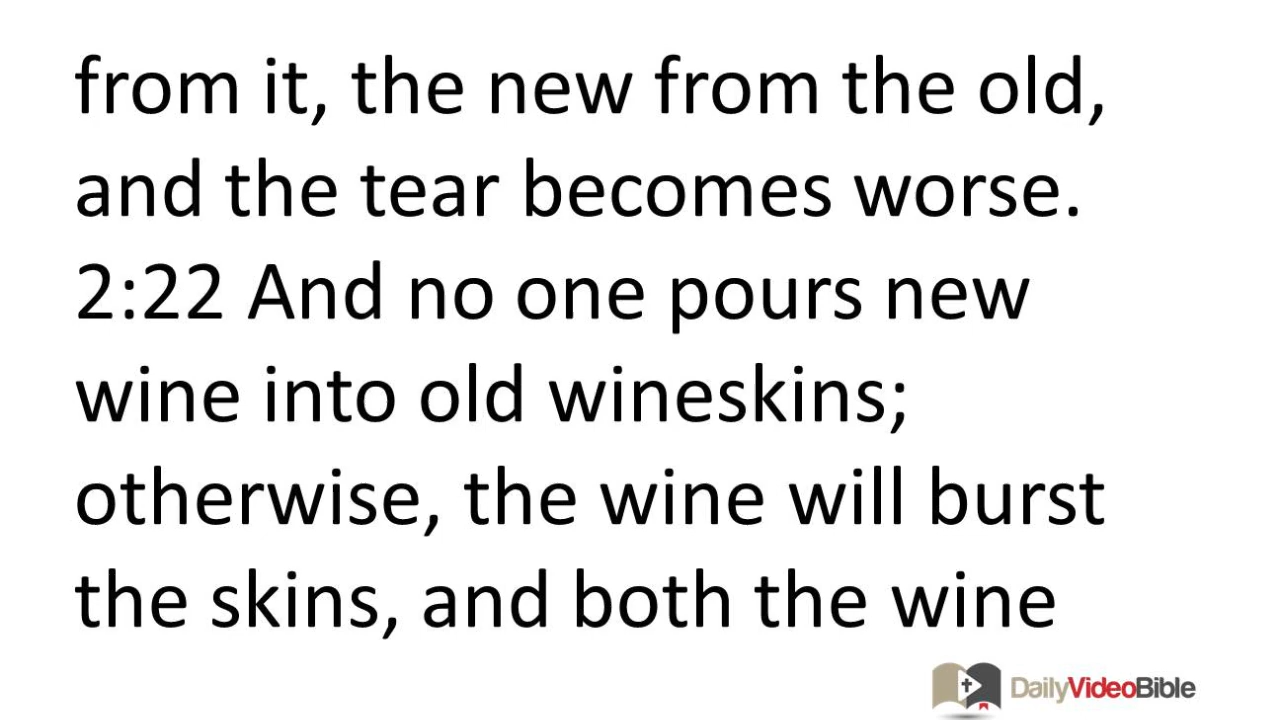 from it, the new from the old,
and the tear becomes worse.
2:22 And no one pours new
wine into old wineskins;
otherwise, the wine will burst
the skins, and both the wine
DailyVideoBible